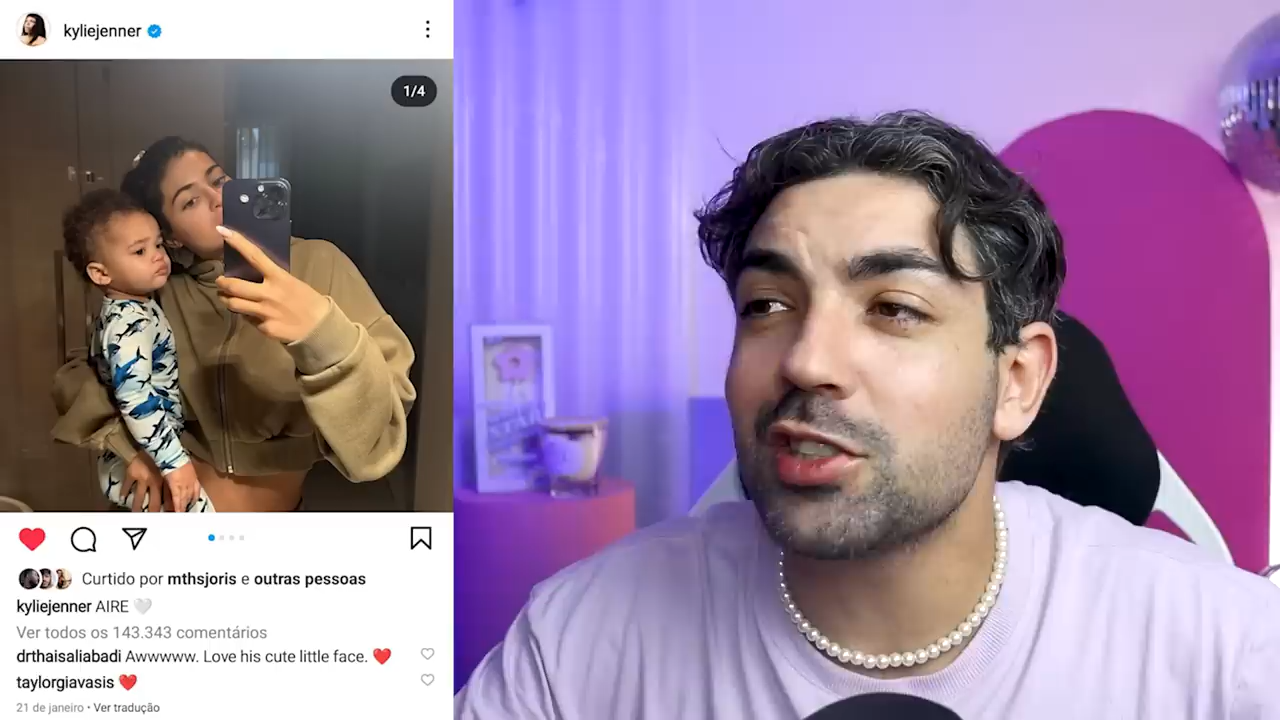 kyliejenner
1/4
Curtido por mthsjoris e outras pessoas
kyliejenner AIRE 🤍
Ver todos os 143.343 comentários
drthaisaliabadi Awwwww. Love his cute little face. ❤️
taylorgiavasis ❤️
21 de janeiro • Ver tradução
STAR